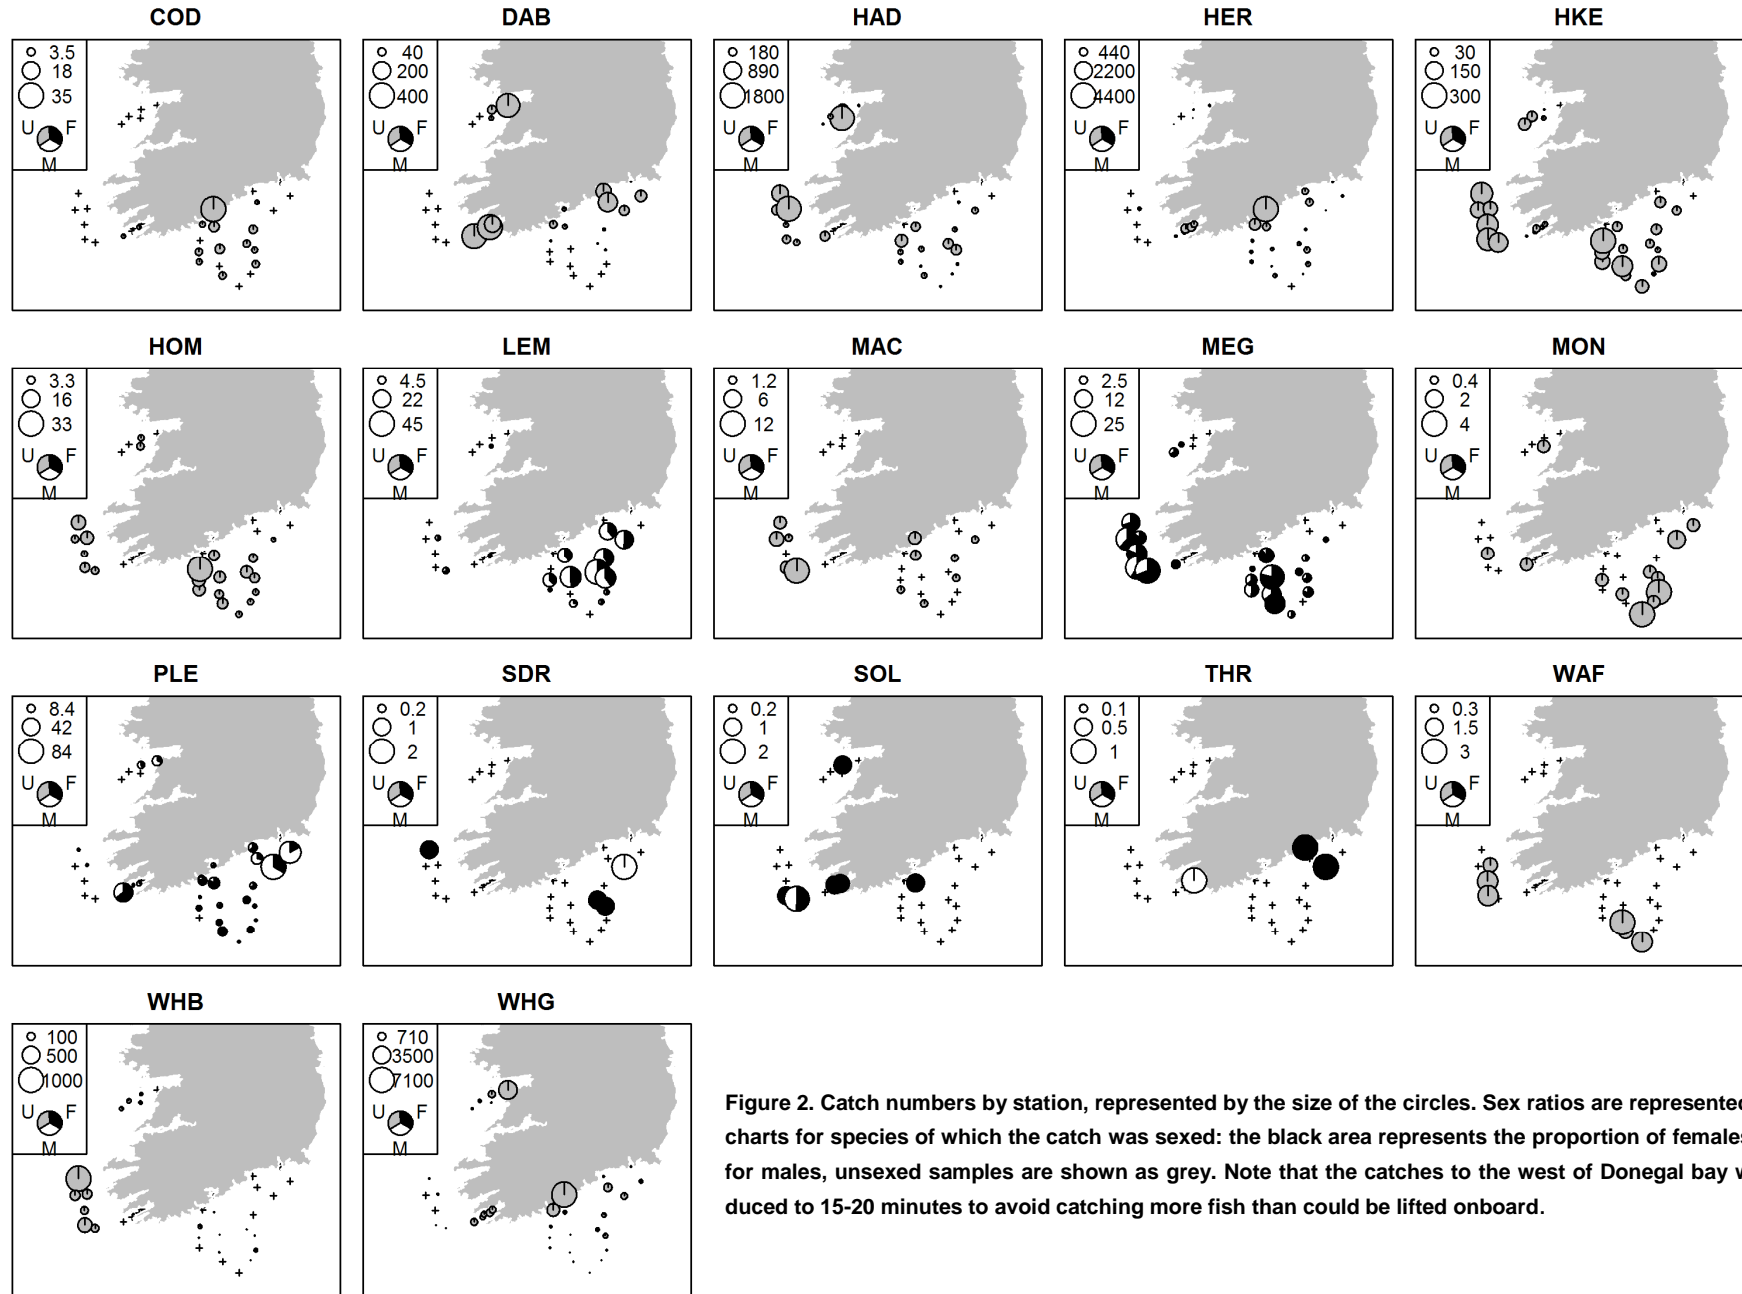 COD DAB HAD HER HKE
3.5 40 180 440 30
18 200 890 2200 150
35 400 1800 4400 300
U F U F U F U F U F
M M M M M
HOM LEM MAC MEG MON
3.3 4.5 1.2 2.5 0.4
16 22 6 12 2
33 45 12 25 4
U F U F U F U F U F
M M M M M
PLE SDR SOL THR WAF
8.4 0.2 0.2 0.1 0.3
42 1 1 0.5 1.5
84 2 2 1 3
U F U F U F U F U F
M M M M M
WHB WHG
100 710
500 3500
1000 7100
U F U F
M M
Figure 2. Catch numbers by station, represented by the size of the circles. Sex ratios are represented
charts for species of which the catch was sexed: the black area represents the proportion of females
for males, unsexed samples are shown as grey. Note that the catches to the west of Donegal bay w
duced to 15-20 minutes to avoid catching more fish than could be lifted onboard.